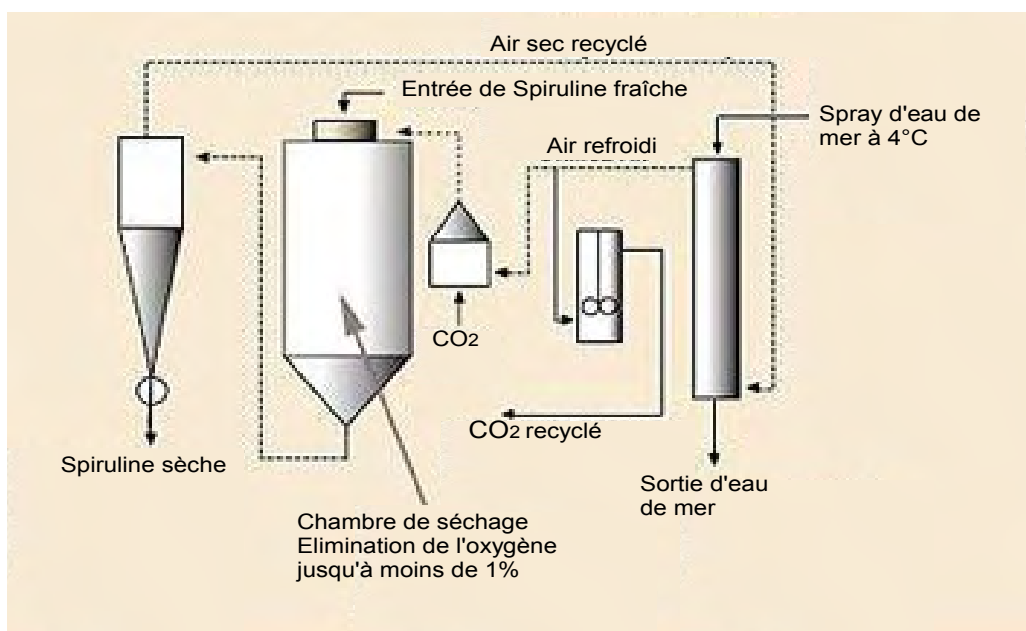 Air sec recyclé
Entrée de Spiruline fraîche
Spray d'eau de
mer à 4°C
Air refroidi
CO2
CO2 recyclé
Spiruline sèche
Sortie d'eau
de mer
Chambre de séchage
Elimination de l'oxygène
jusqu'à moins de 1%